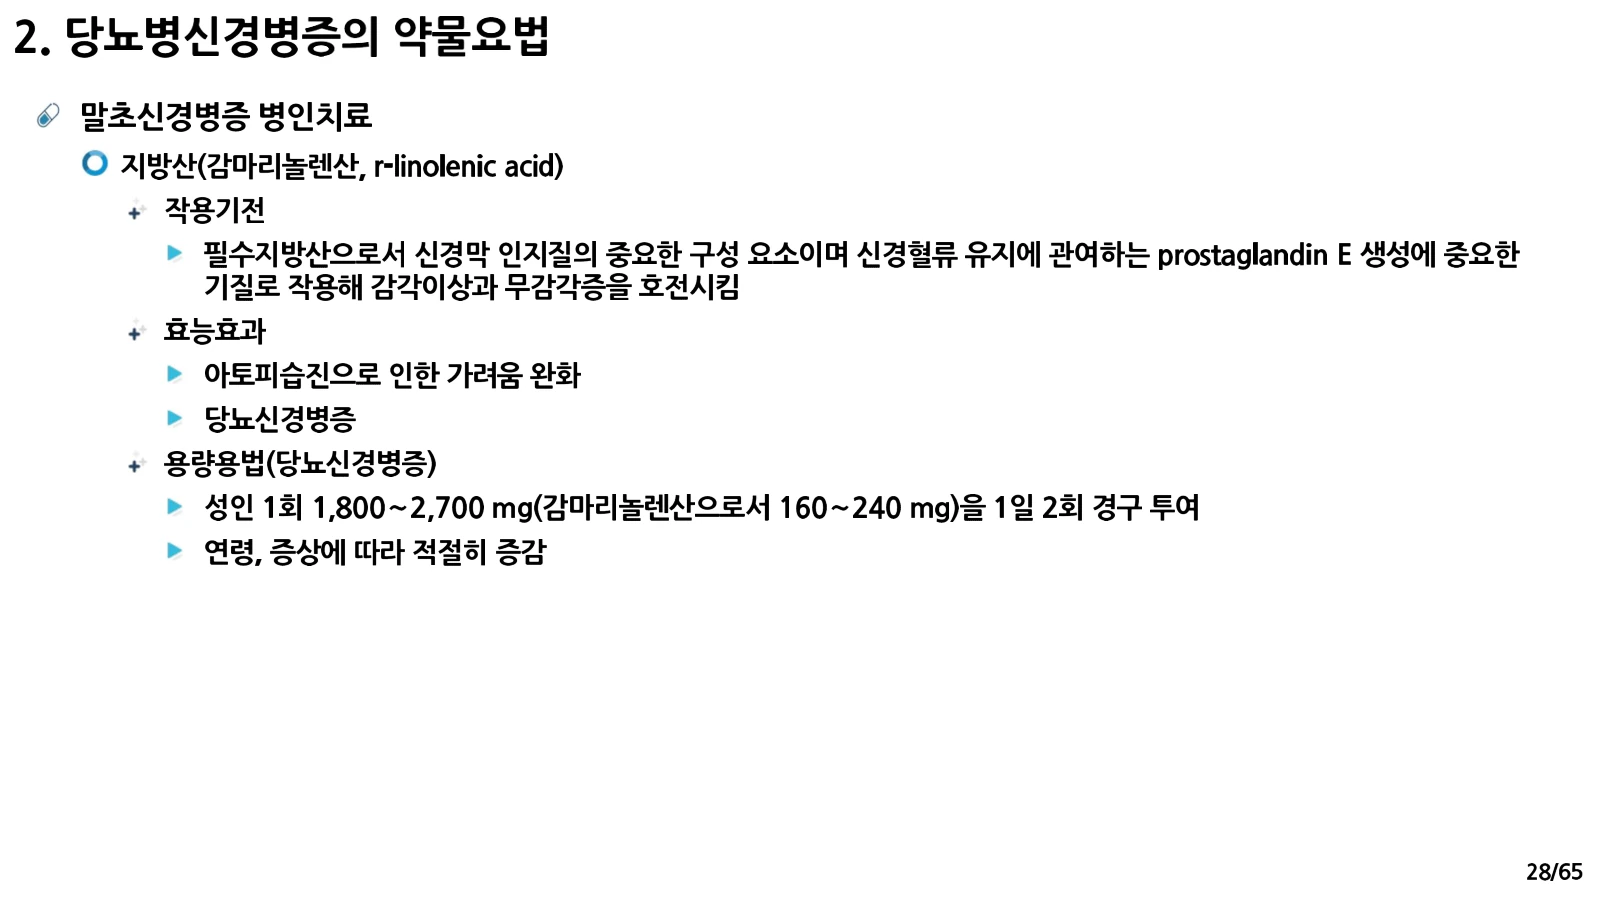 2. 당뇨병신경병증의 약물요법
말초신경병증 병인치료
지방산(감마리놀렌산, r-linolenic acid)
작용기전
필수지방산으로서 신경막 인지질의 중요한 구성 요소이며 신경혈류 유지에 관여하는 prostaglandin E 생성에 중요한
기질로 작용해 감각이상과 무감각증을 호전시킴
효능효과
아토피습진으로 인한 가려움 완화
당뇨신경병증
용량용법(당뇨신경병증)
성인 1회 1,800~2,700 mg(감마리놀렌산으로서 160~240 mg)을 1일 2회 경구 투여
연령, 증상에 따라 적절히 증감
28/65